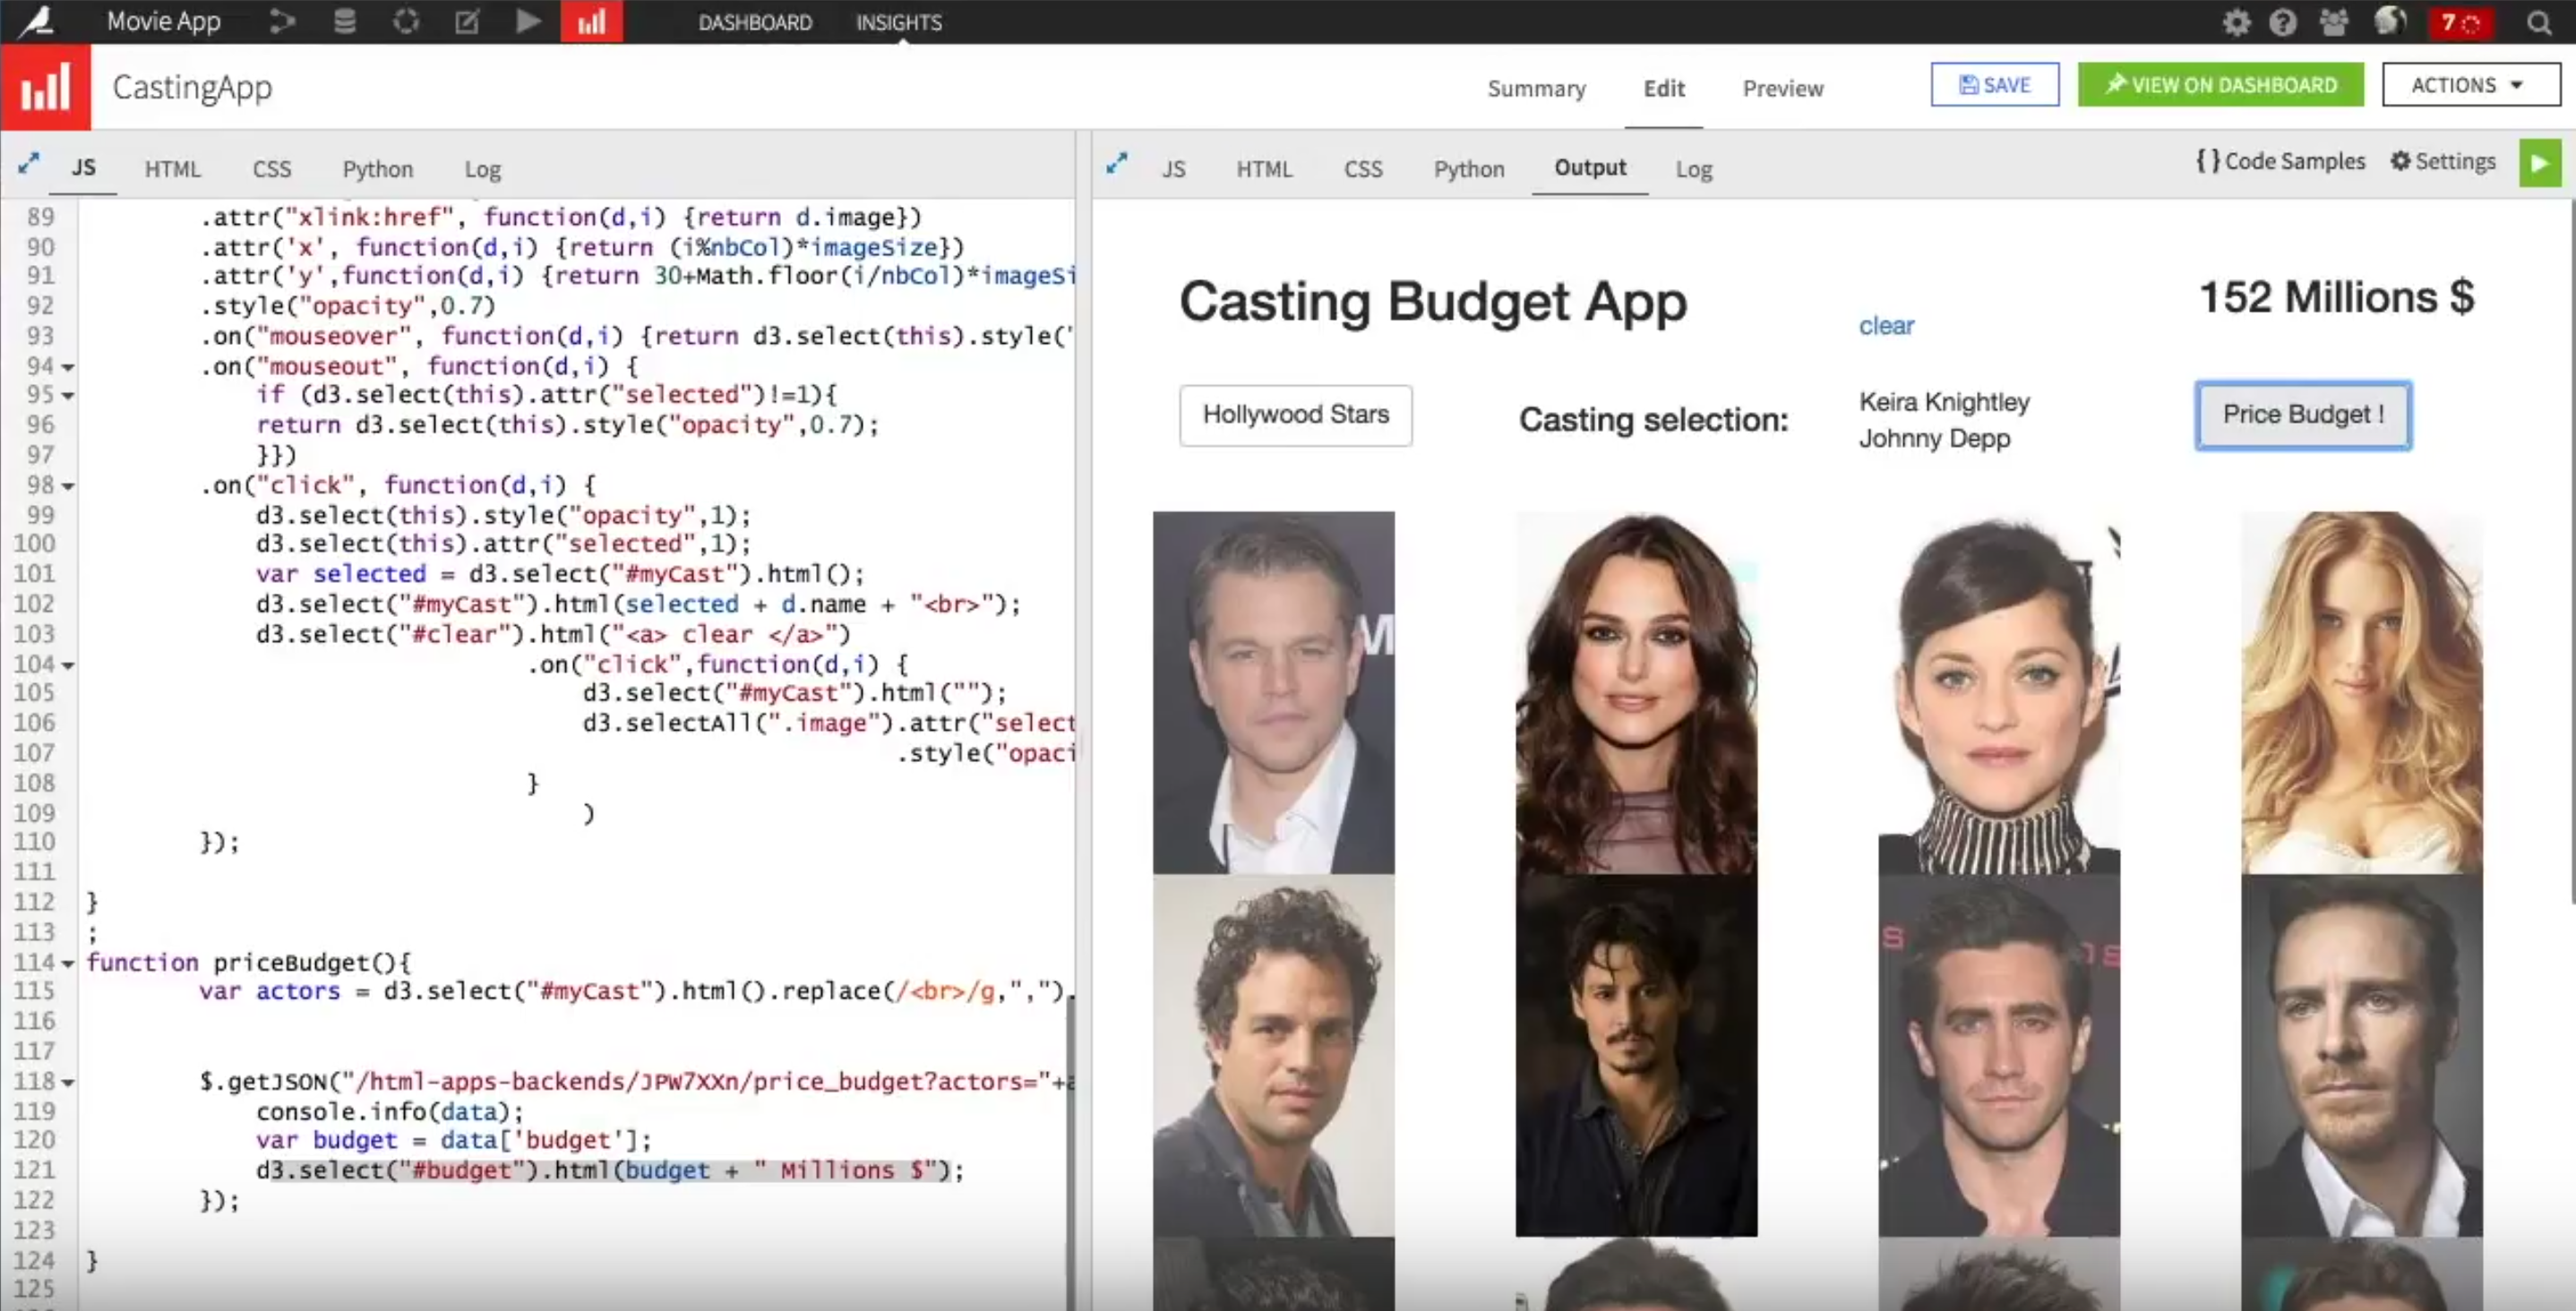 Movie App DASHBOARD INSIGHTS 7
CastingApp Summary Edit Preview SAVE VIEW ON DASHBOARD ACTIONS
JS HTML CSS Python Log
89 .attr("xlink:href", function(d,i) {return d.image})
90 .attr('x', function(d,i) {return (i%nbCol)*imageSize})
91 .attr('y',function(d,i) {return 30+Math.floor(i/nbCol)*imageSi
92 .style("opacity",0.7)
93 .on("mouseover", function(d,i) {return d3.select(this).style('
94 .on("mouseout", function(d,i) {
95 if (d3.select(this).attr("selected")!=1){
96 return d3.select(this).style("opacity",0.7);
97 }})
98 .on("click", function(d,i) {
99 d3.select(this).style("opacity",1);
100 d3.select(this).attr("selected",1);
101 var selected = d3.select("#myCast").html();
102 d3.select("#myCast").html(selected + d.name + "<br>");
103 d3.select("#clear").html("<a> clear </a>")
104 .on("click",function(d,i) {
105 d3.select("#myCast").html("");
106 d3.selectAll(".image").attr("select
107 .style("opaci
108 }
109 )
110 });
111
112 }
113 ;
114 function priceBudget(){
115 var actors = d3.select("#myCast").html().replace(/<br>/g,",").
116
117
118 $.getJSON("/html-apps-backends/JPW7XXn/price_budget?actors="+
119 console.info(data);
120 var budget = data['budget'];
121 d3.select("#budget").html(budget + " Millions $");
122 });
123
124 }
125
JS HTML CSS Python Output Log {} Code Samples Settings
Casting Budget App
clear
152 Millions $
Hollywood Stars
Casting selection:
Keira Knightley
Johnny Depp
Price Budget !